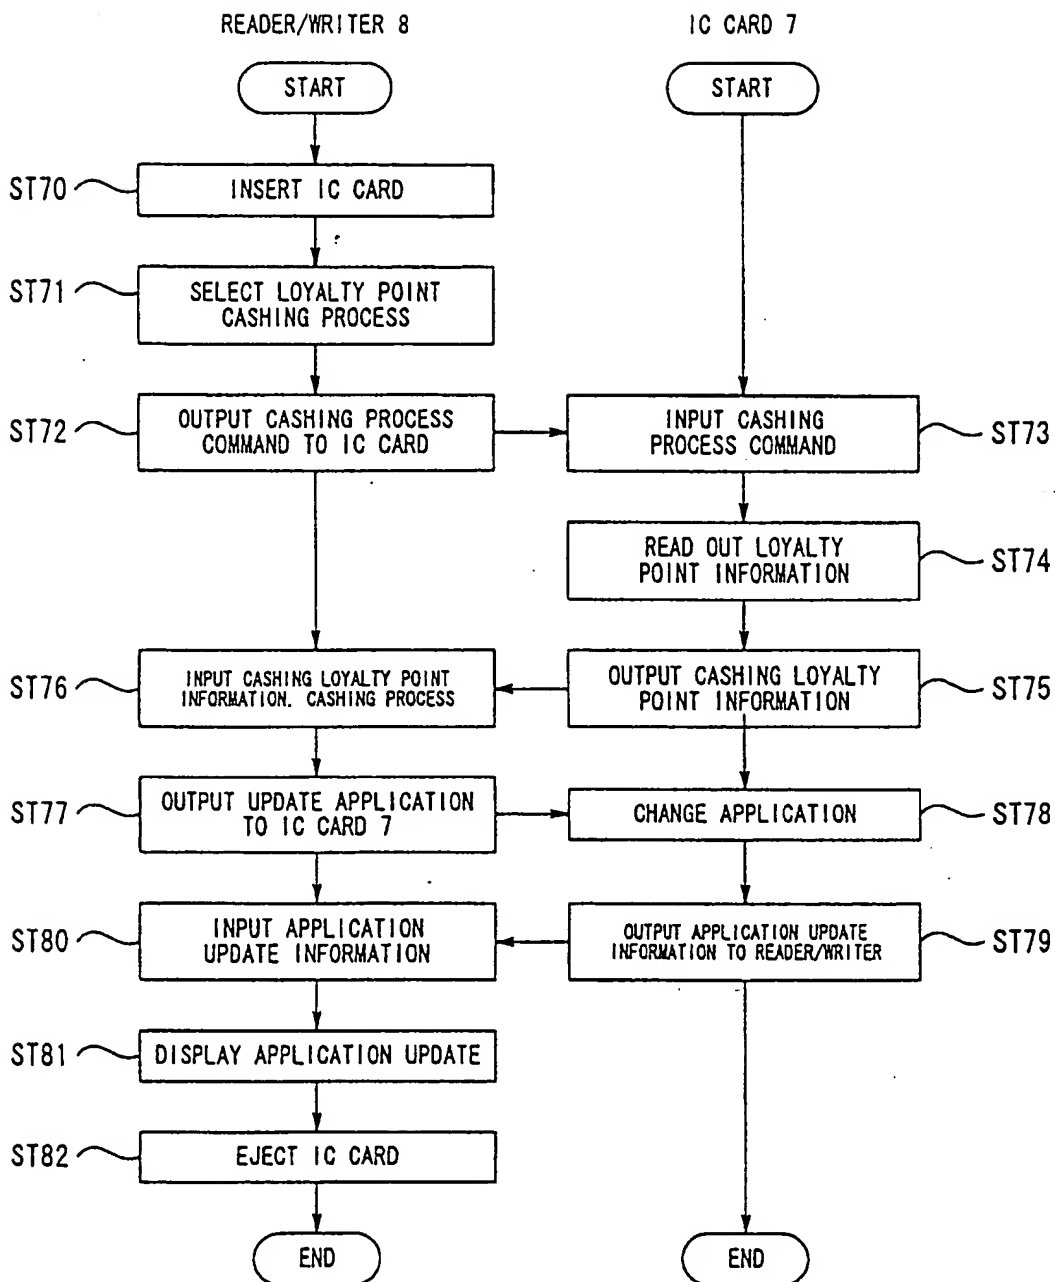 READER/WRITER 8
IC CARD 7
START
START
ST70
INSERT IC CARD
ST71
SELECT LOYALTY POINT
CASHING PROCESS
ST72
OUTPUT CASHING PROCESS
COMMAND TO IC CARD
INPUT CASHING
PROCESS COMMAND
ST73
READ OUT LOYALTY
POINT INFORMATION
ST74
ST76
INPUT CASHING LOYALTY POINT
INFORMATION. CASHING PROCESS
OUTPUT CASHING LOYALTY
POINT INFORMATION
ST75
ST77
OUTPUT UPDATE APPLICATION
TO IC CARD 7
CHANGE APPLICATION
ST78
ST80
INPUT APPLICATION
UPDATE INFORMATION
OUTPUT APPLICATION UPDATE
INFORMATION TO READER/WRITER
ST79
ST81
DISPLAY APPLICATION UPDATE
ST82
EJECT IC CARD
END
END